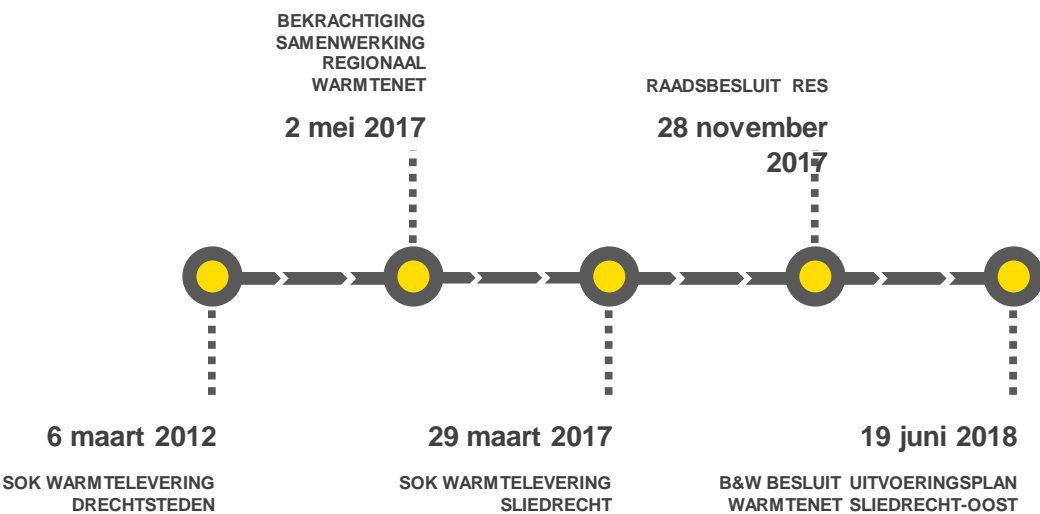 BEKRACHTIGING
SAMENWERKING
REGIONAAL
WARMTENET
2 mei 2017
RAADSBESLUIT RES
28 november
2017
6 maart 2012
SOK WARMTELEVERING
DRECHTSTEDEN
29 maart 2017
SOK WARMTELEVERING
SLIEDRECHT
19 juni 2018
B&W BESLUIT UITVOERINGSPLAN
WARMTENET SLIEDRECHT-OOST